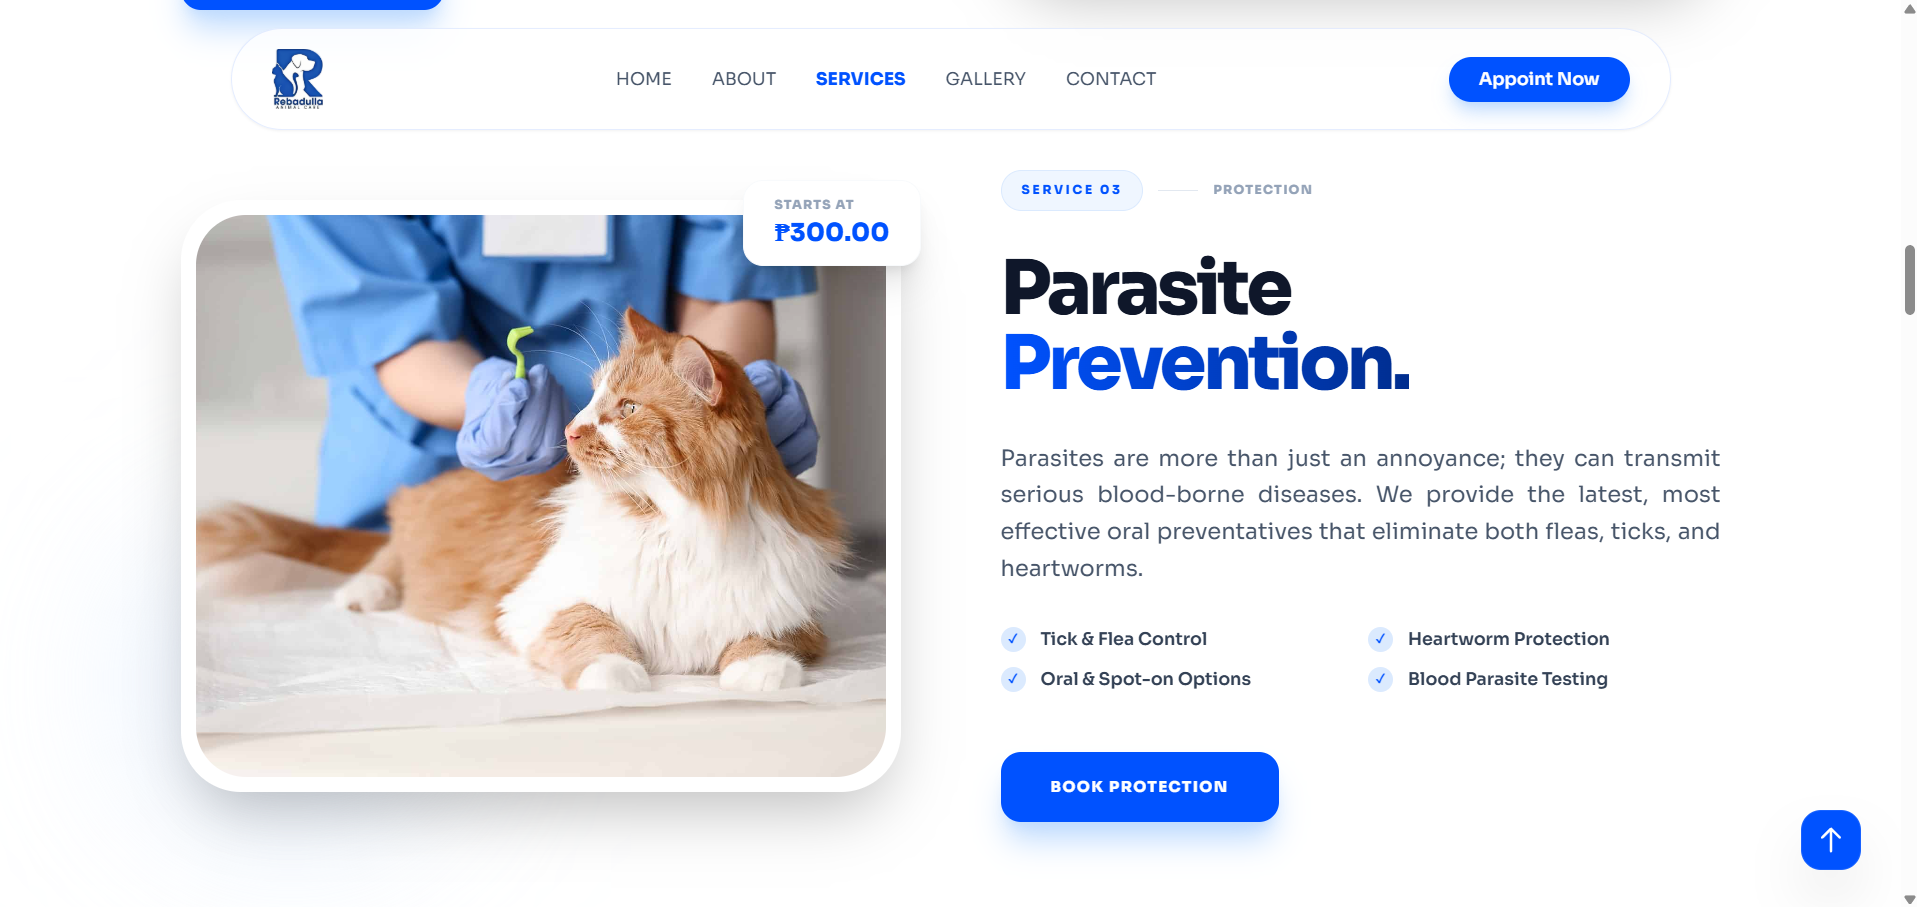 Rebadulla
ANIMAL CARE
HOME
ABOUT
SERVICES
GALLERY
CONTACT
Appoint Now
STARTS AT
₱300.00
SERVICE 03
PROTECTION
Parasite
Prevention.
Parasites are more than just an annoyance; they can transmit
serious blood-borne diseases. We provide the latest, most
effective oral preventatives that eliminate both fleas, ticks, and
heartworms.
✓ Tick & Flea Control
✓ Heartworm Protection
✓ Oral & Spot-on Options
✓ Blood Parasite Testing
BOOK PROTECTION